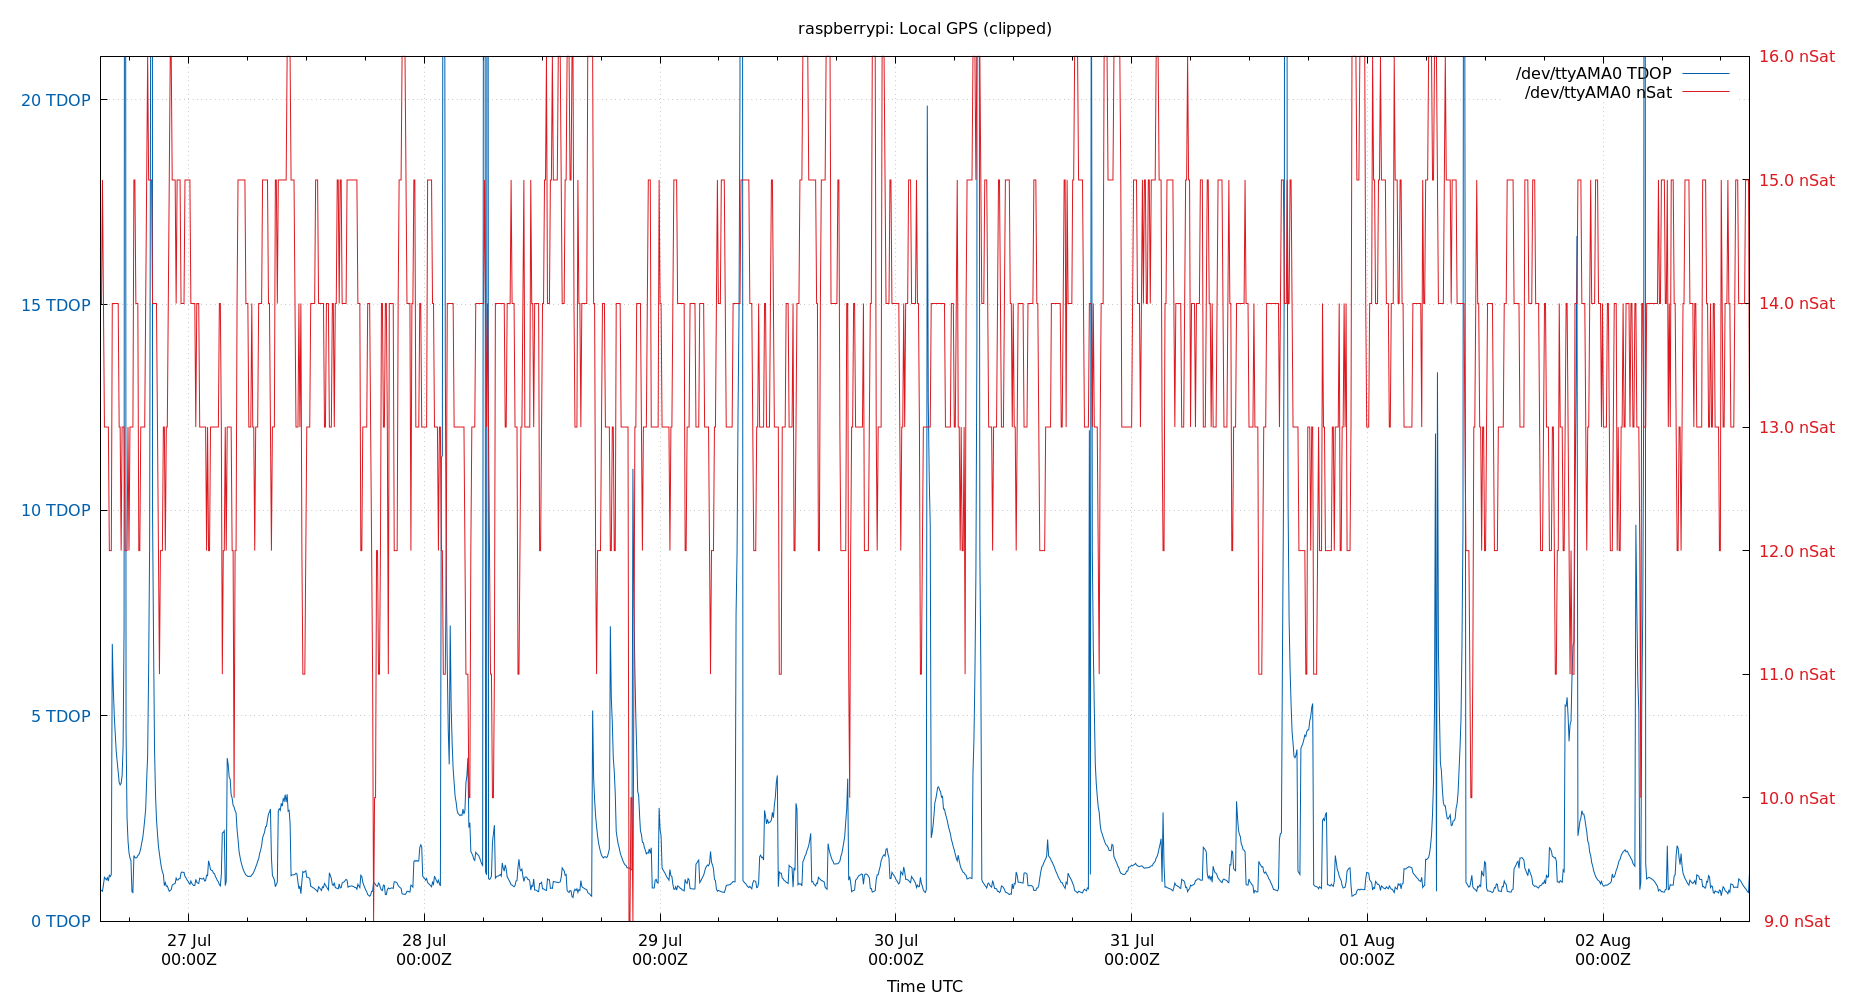 raspberrypi: Local GPS (clipped)
16.0 nSat
/dev/ttyAMA0 TDOP
/dev/ttyAMA0 nSat
20 TDOP
15.0 nSat
15 TDOP
14.0 nSat
13.0 nSat
10 TDOP
12.0 nSat
11.0 nSat
5 TDOP
10.0 nSat
0 TDOP
9.0 nSat
27 Jul
00:00Z
28 Jul
00:00Z
29 Jul
00:00Z
30 Jul
00:00Z
31 Jul
00:00Z
01 Aug
00:00Z
02 Aug
00:00Z
Time UTC